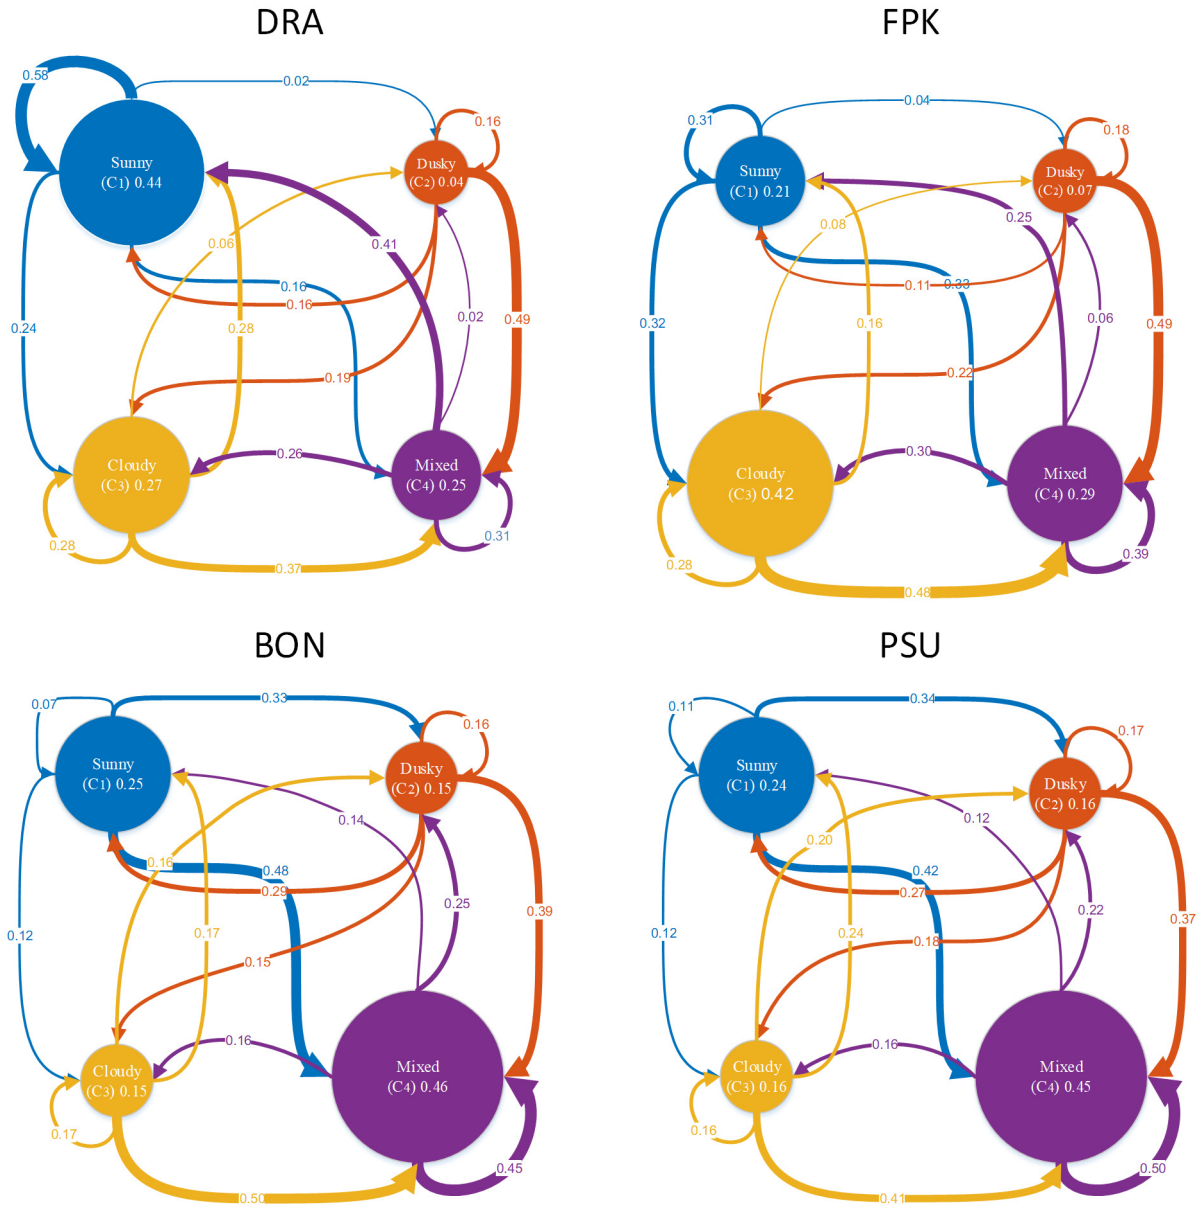 DRA
0.58
0.02
0.16
Sunny
(C1) 0.44
Dusky
(C2) 0.04
0.06
0.41
0.16
0.16
0.24
0.28
0.02
0.49
0.19
0.26
Cloudy
(C3) 0.27
Mixed
(C4) 0.25
0.28
0.31
0.37
FPK
0.31
0.04
0.18
Sunny
(C1) 0.21
Dusky
(C2) 0.07
0.25
0.08
0.11
0.33
0.32
0.16
0.06
0.49
0.22
0.30
Cloudy
(C3) 0.42
Mixed
(C4) 0.29
0.28
0.39
0.48
BON
0.07
0.33
0.16
Sunny
(C1) 0.25
Dusky
(C2) 0.15
0.14
0.16
0.48
0.29
0.12
0.17
0.25
0.39
0.15
0.16
Cloudy
(C3) 0.15
Mixed
(C4) 0.46
0.17
0.45
0.50
PSU
0.11
0.34
0.17
Sunny
(C1) 0.24
Dusky
(C2) 0.16
0.12
0.20
0.42
0.27
0.12
0.24
0.22
0.37
0.18
0.16
Cloudy
(C3) 0.16
Mixed
(C4) 0.45
0.16
0.50
0.41